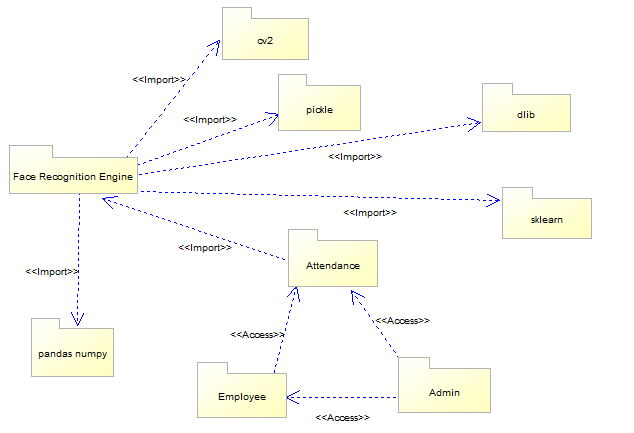 cv2
<<Import>>
pickle
<<Import>>
dlib
<<Import>>
Face Recognition Engine
<<Import>>
sklearn
<<Import>>
Attendance
<<Import>>
<<Access>>
<<Access>>
pandas numpy
Employee
Admin
<<Access>>